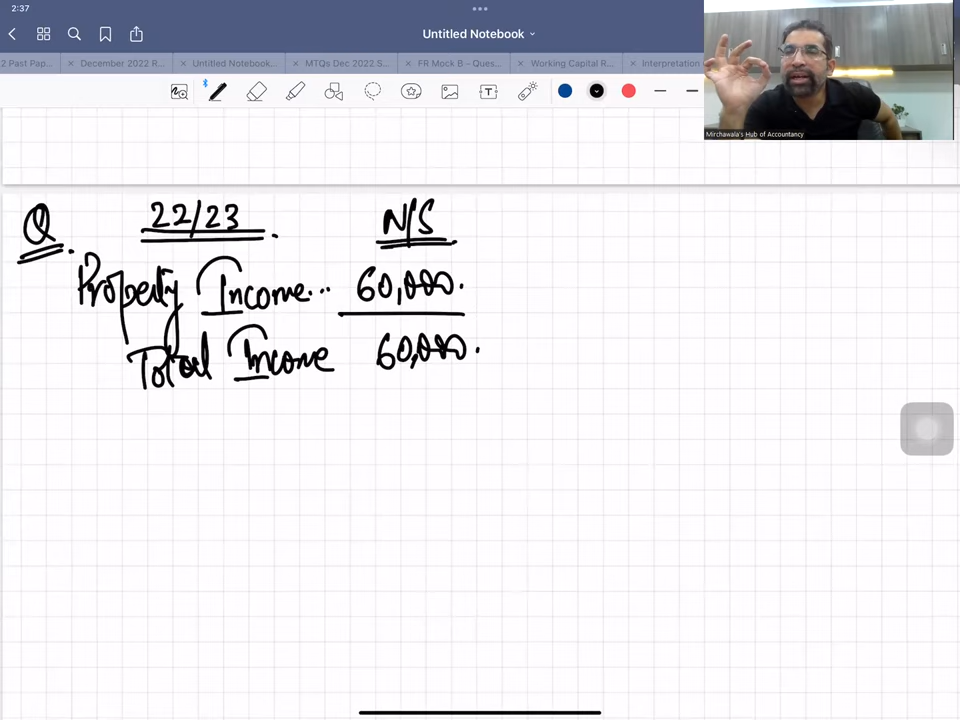 2:37
Untitled Notebook
2 Past Pap...
December 2022 R...
Untitled Notebook...
MTQs Dec 2022 S...
FR Mock B - Ques...
Working Capital R...
Interpretation
T
Mirchawala's Hub of Accountancy
Q. 22/23. N/S
Property Income... 60,000.
Total Income 60,000.